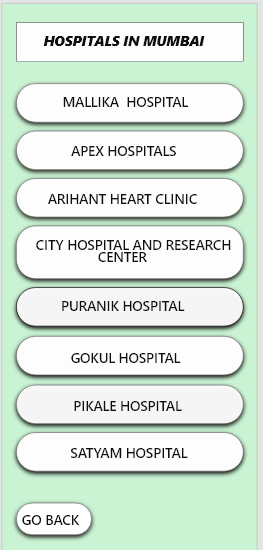 HOSPITALS IN MUMBAI
MALLIKA HOSPITAL
APEX HOSPITALS
ARIHANT HEART CLINIC
CITY HOSPITAL AND RESEARCH
CENTER
PURANIK HOSPITAL
GOKUL HOSPITAL
PIKALE HOSPITAL
SATYAM HOSPITAL
GO BACK